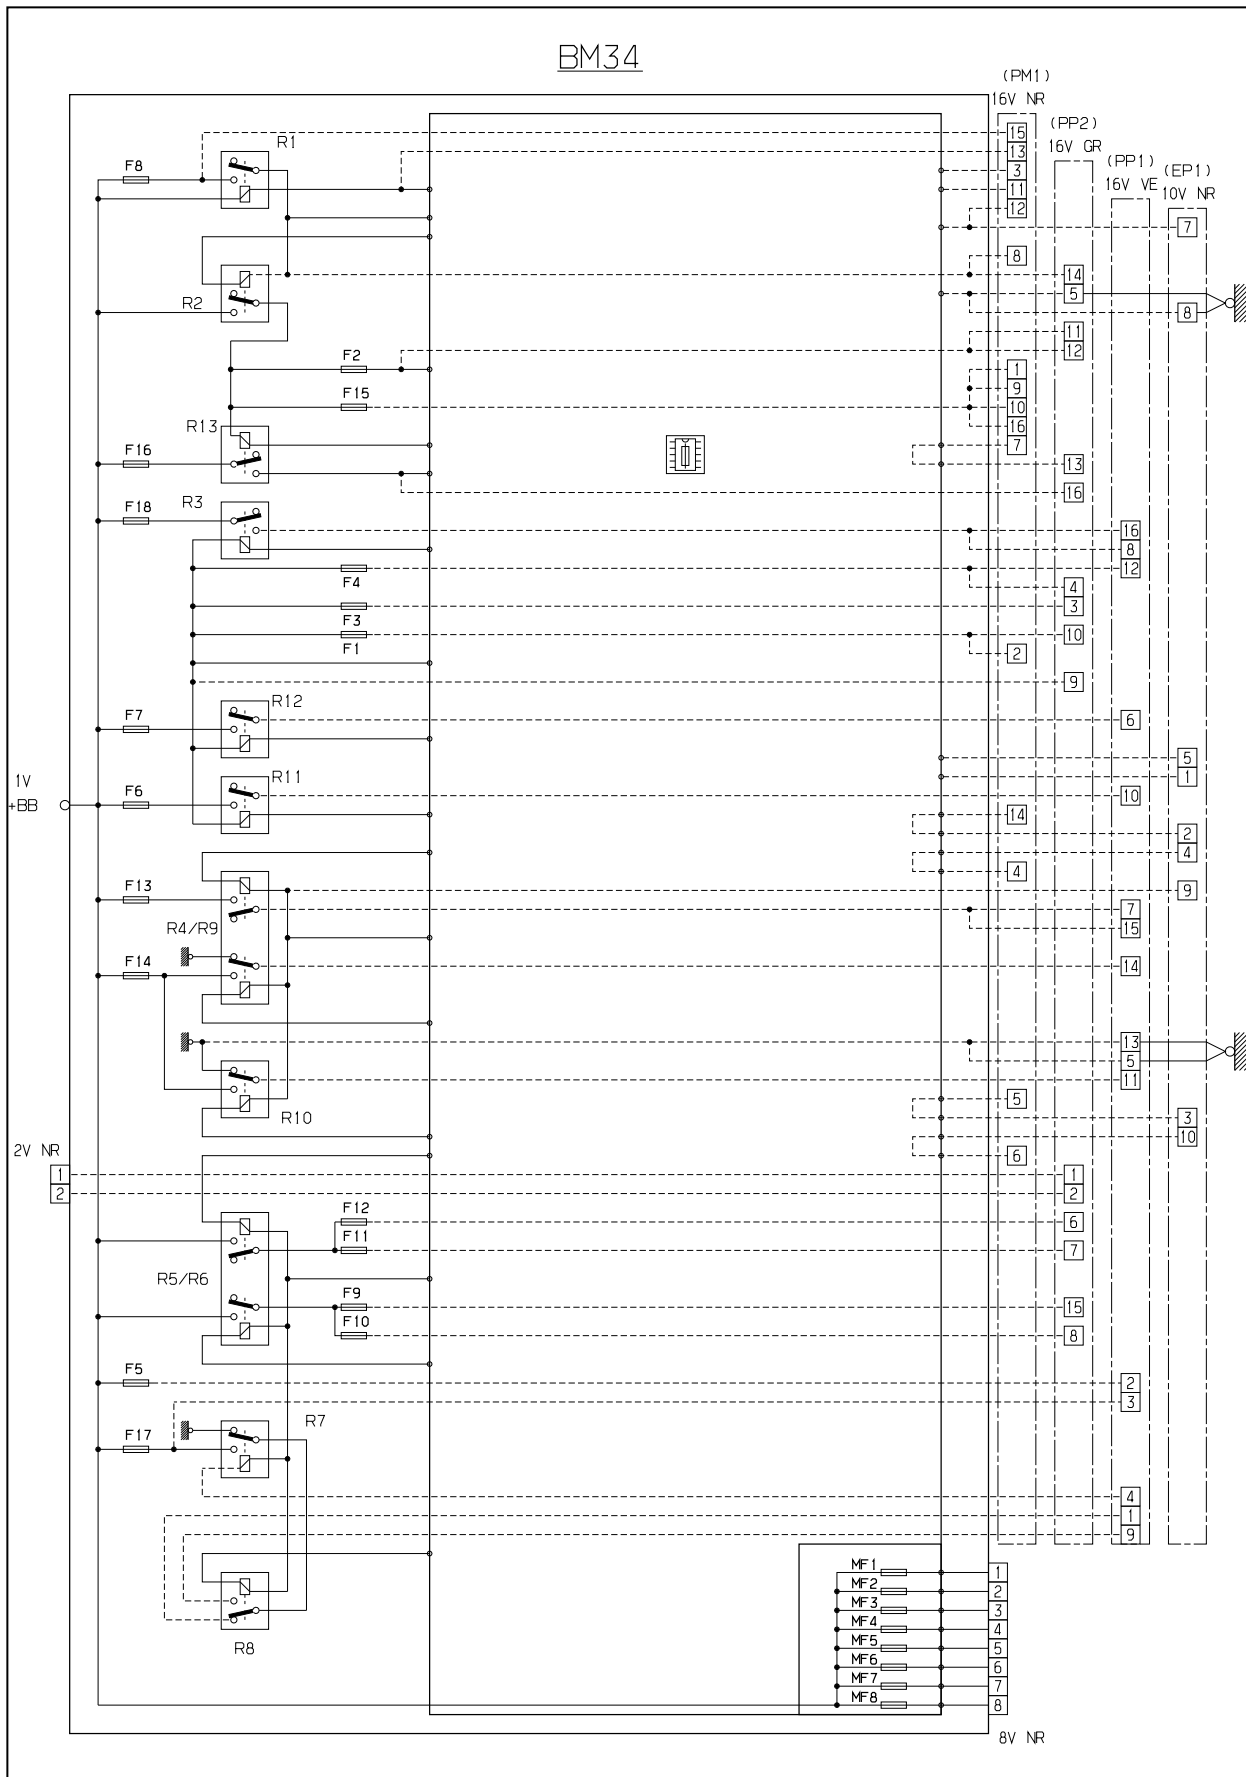 BM34
(PM1)
16V NR
(PP2)
16V GR
(PP1)
16V VE
(EP1)
10V NR
R1
15
F8
13
3
11
12
7
8
14
R2
5
8
11
F2
12
1
9
F15
10
R13
16
7
F16
13
16
R3
F18
16
8
12
F4
4
3
F3
10
F1
2
9
R12
F7
6
5
R11
1
1V
+BB
F6
10
14
2
4
4
F13
9
7
R4/R9
15
F14
14
13
5
11
5
R10
3
10
2V NR
6
1
1
2
2
F12
6
F11
7
R5/R6
F9
15
F10
8
F5
2
3
R7
F17
4
1
9
MF1
1
MF2
2
MF3
3
MF4
4
R8
MF5
5
MF6
6
MF7
7
MF8
8
8V NR